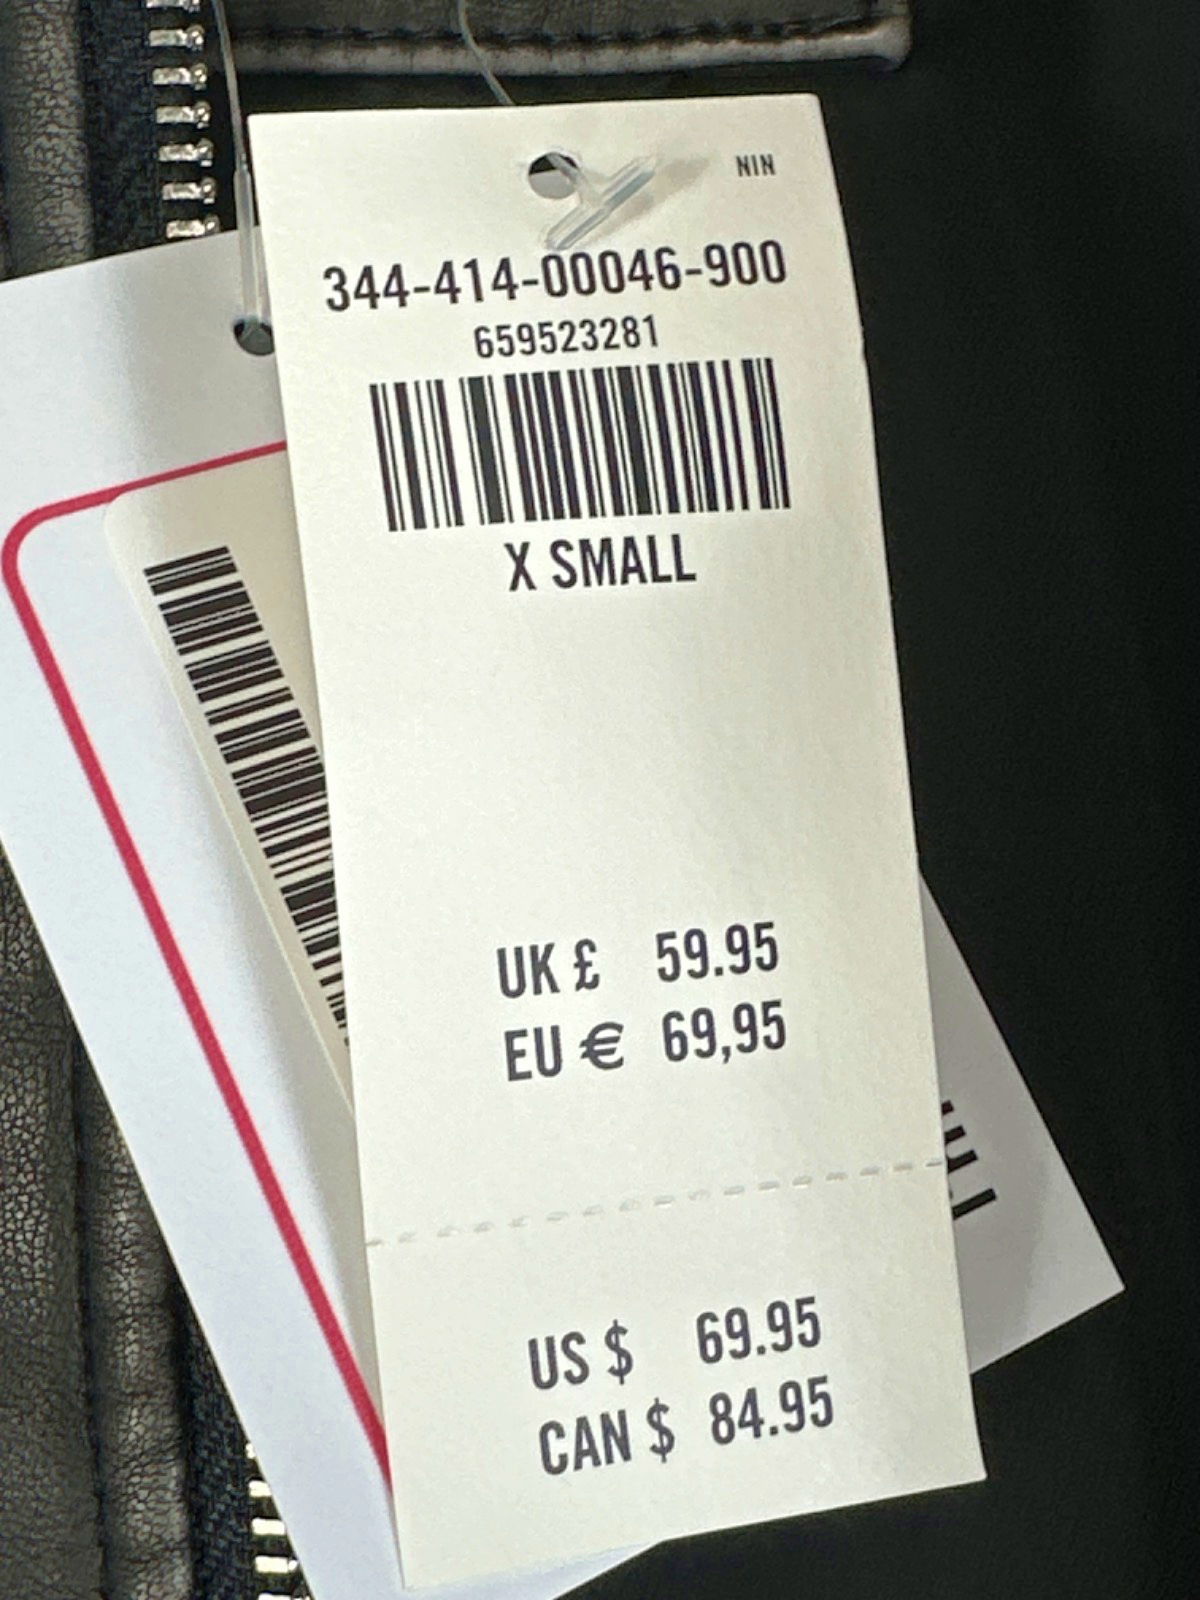 NIN
344-414-00046-900
659523281
X SMALL
UK £ 59.95
EU € 69,95
US $ 69.95
CAN $ 84.95